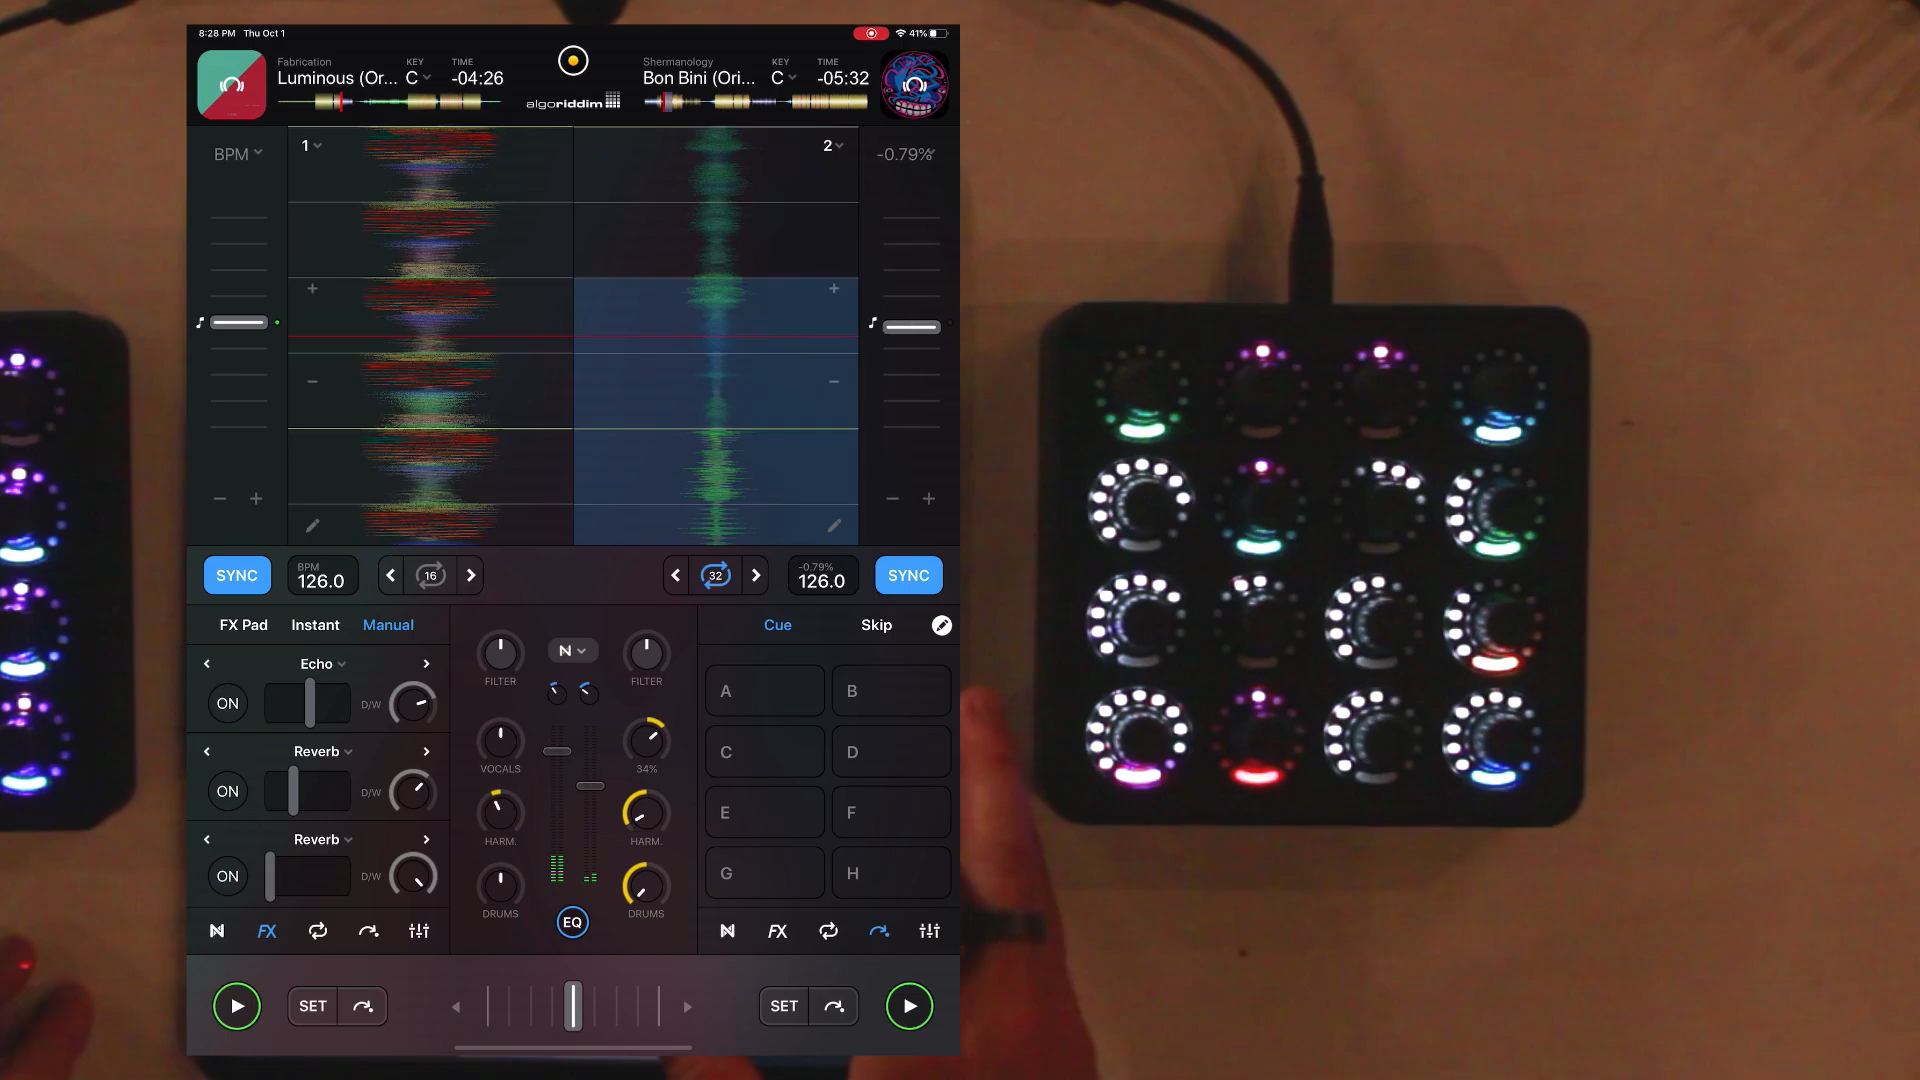 8:28 PM Thu Oct 1
41%
Fabrication
Luminous (Or...
KEY
C
TIME
-04:26
algoriddim
Shermanology
Bon Bini (Ori...
KEY
C
TIME
-05:32
BPM
1
2
-0.79%
SYNC
BPM
126.0
16
32
-0.79%
126.0
SYNC
FX Pad Instant Manual
Echo
ON
D/W
Reverb
ON
D/W
Reverb
ON
D/W
FX
FILTER
N
FILTER
VOCALS
34%
HARM.
HARM.
DRUMS
EQ
DRUMS
Cue Skip
A B
C D
E F
G H
FX
SET
SET